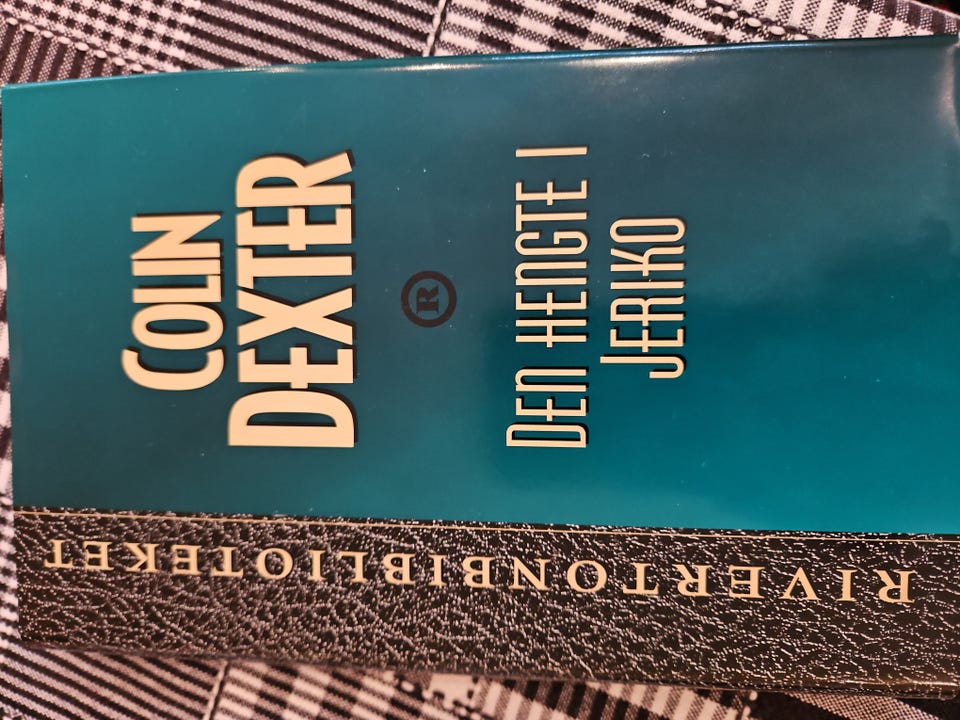 COLIN
DEXTER
R
DEN HENGTE I
JERIKO
RIVERTONBIBLIOTEKET